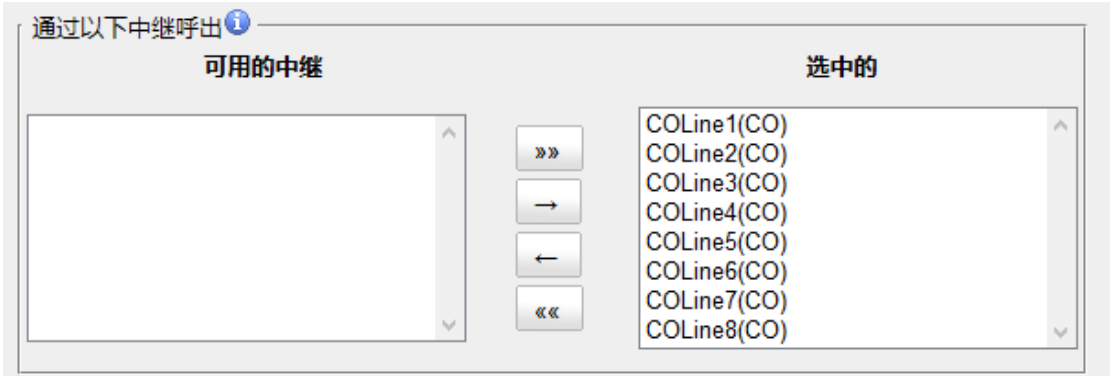 通过以下中继呼出
可用的中继
选中的
»»
→
←
««
COLine1(CO)
COLine2(CO)
COLine3(CO)
COLine4(CO)
COLine5(CO)
COLine6(CO)
COLine7(CO)
COLine8(CO)